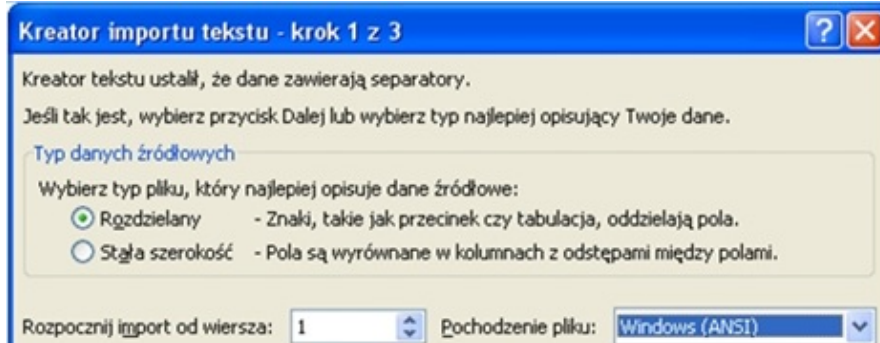 Kreator importu tekstu - krok 1 z 3
Kreator tekstu ustalił, że dane zawierają separatory.
Jeśli tak jest, wybierz przycisk Dalej lub wybierz typ najlepiej opisujący Twoje dane.
Typ danych źródłowych
Wybierz typ pliku, który najlepiej opisuje dane źródłowe:
Rozdzielany - Znaki, takie jak przecinek czy tabulacja, oddzielają pola.
Stała szerokość - Pola są wyrównane w kolumnach z odstępami między polami.
Rozpocznij import od wiersza: 1 Pochodzenie pliku: Windows (ANSI)